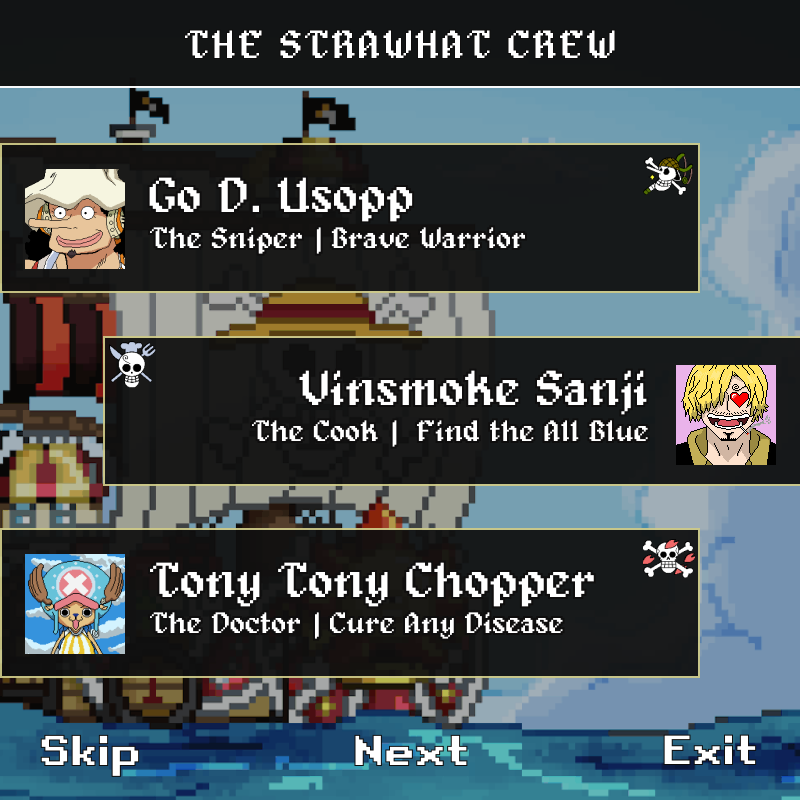 THE STRAWHAT CREW
Go D. Usopp
The Sniper | Brave Warrior
Vinsmoke Sanji
The Cook | Find the All Blue
Tony Tony Chopper
The Doctor | Cure Any Disease
Skip Next Exit